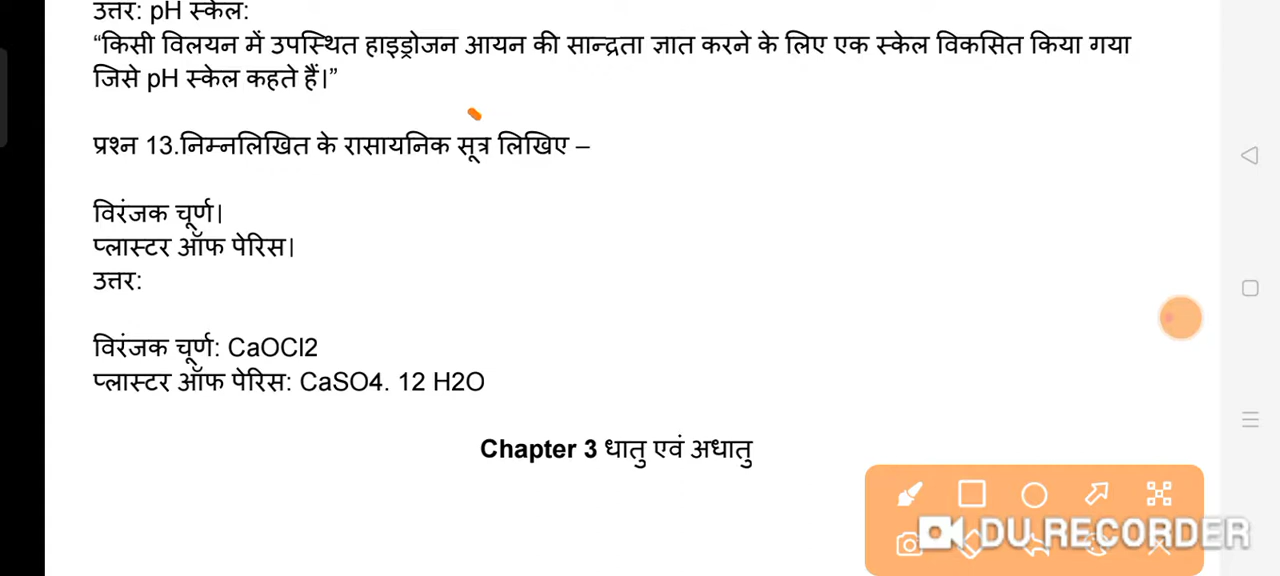 उत्तर: pH स्केल:
“किसी विलयन में उपस्थित हाइड्रोजन आयन की सान्द्रता ज्ञात करने के लिए एक स्केल विकसित किया गया
जिसे pH स्केल कहते हैं।”
प्रश्न 13.निम्नलिखित के रासायनिक सूत्र लिखिए –
विरंजक चूर्ण।
प्लास्टर ऑफ पेरिस।
उत्तर:
विरंजक चूर्ण: CaOCl2
प्लास्टर ऑफ पेरिस: CaSO4. 12 H2O
Chapter 3 धातु एवं अधातु
DU RECORDER